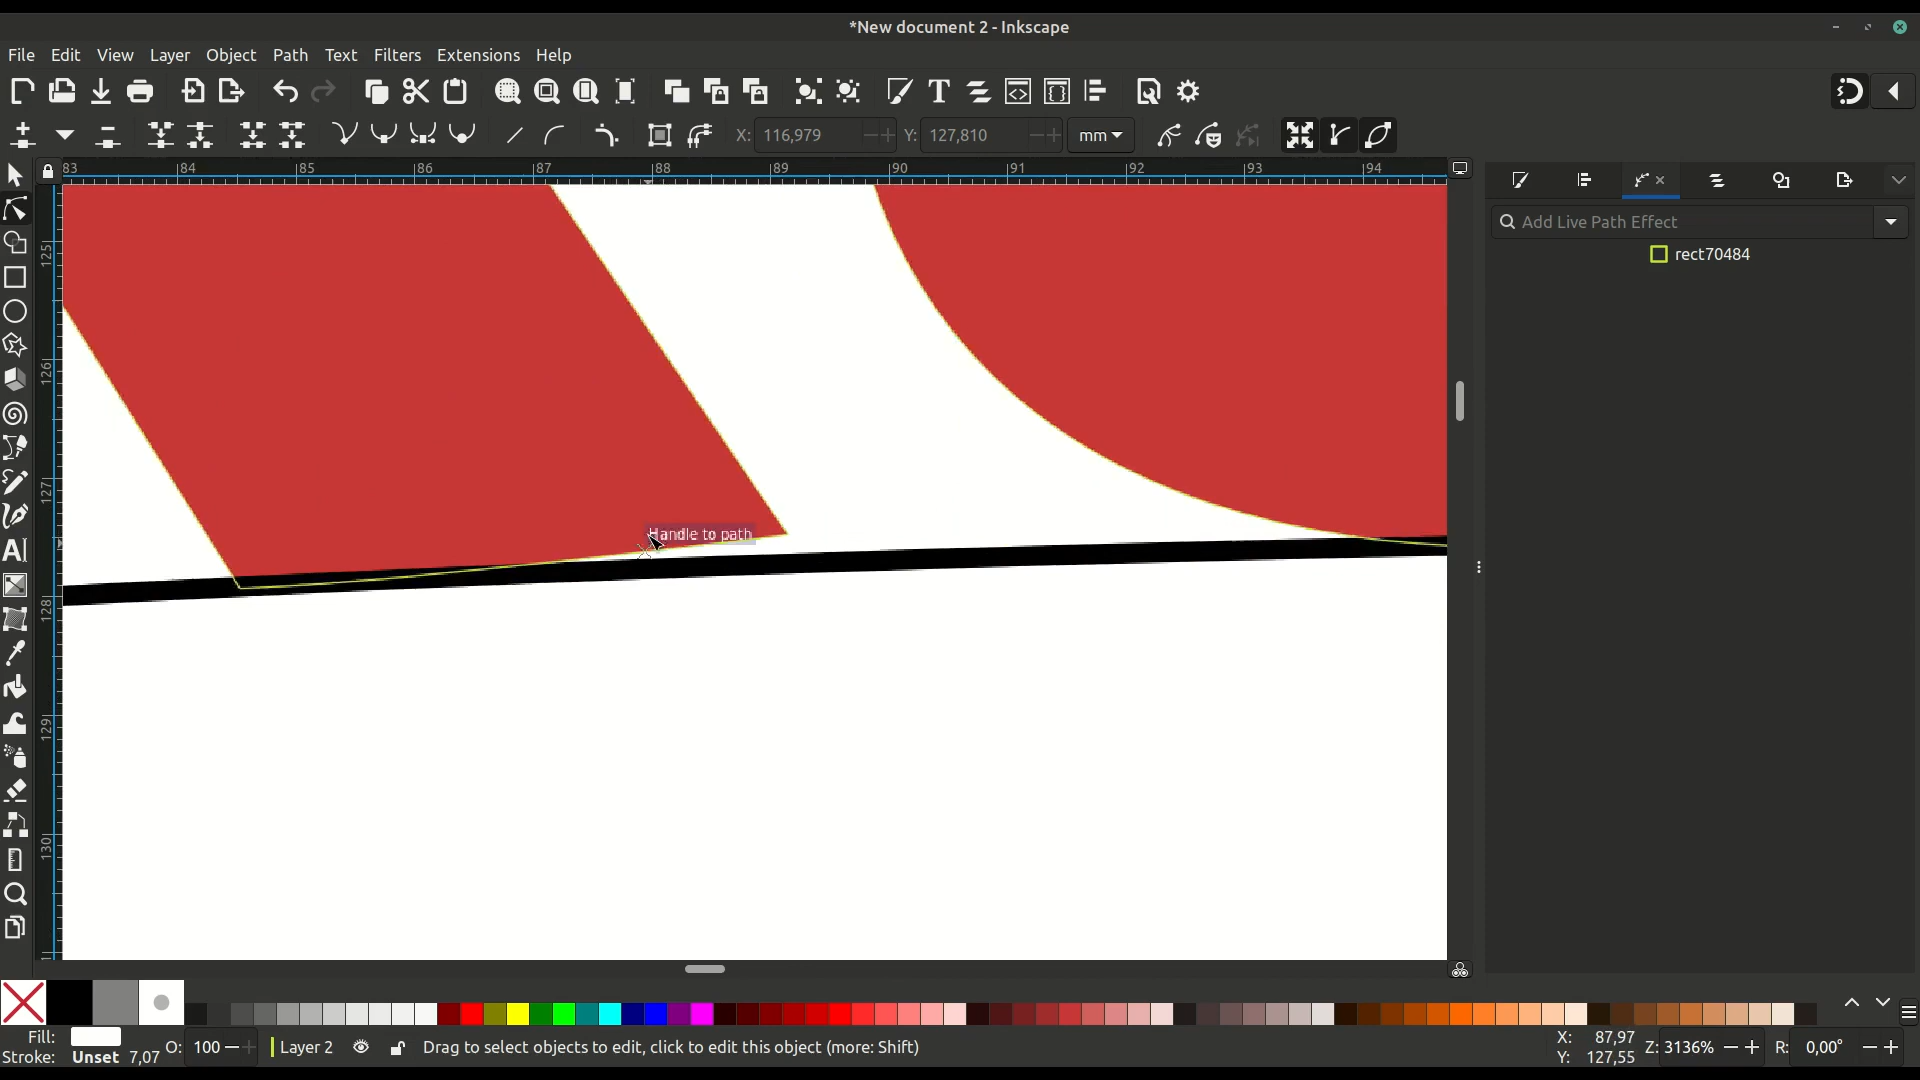 *New document 2 - Inkscape
File Edit View Layer Object Path Text Filters Extensions Help
X: 116,979 Y: 127,810 mm
83 84 85 86 87 88 89 90 91 92 93 94
Add Live Path Effect
rect70484
125
126
127
128
129
130
Handle to path
Fill:
Stroke: Unset 7,07 O: 100 Layer 2 Drag to select objects to edit, click to edit this object (more: Shift)
X: 87,97
Y: 127,55
Z: 3136% R: 0,00°